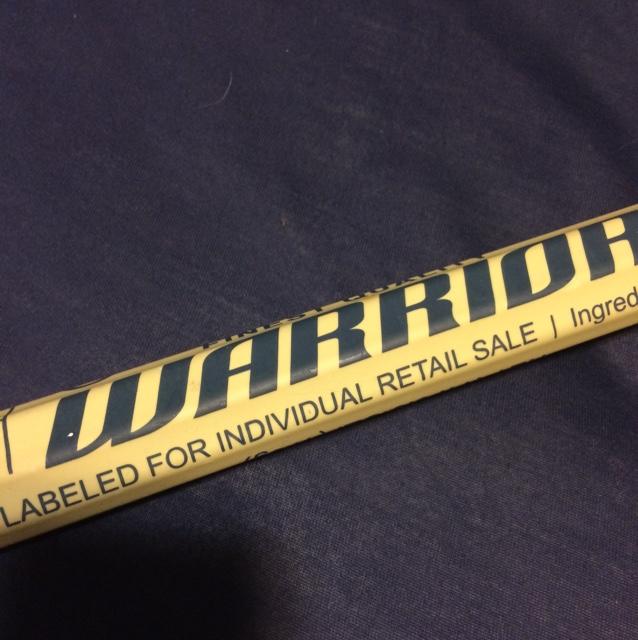 WARRIOR
LABELED FOR INDIVIDUAL RETAIL SALE | Ingred